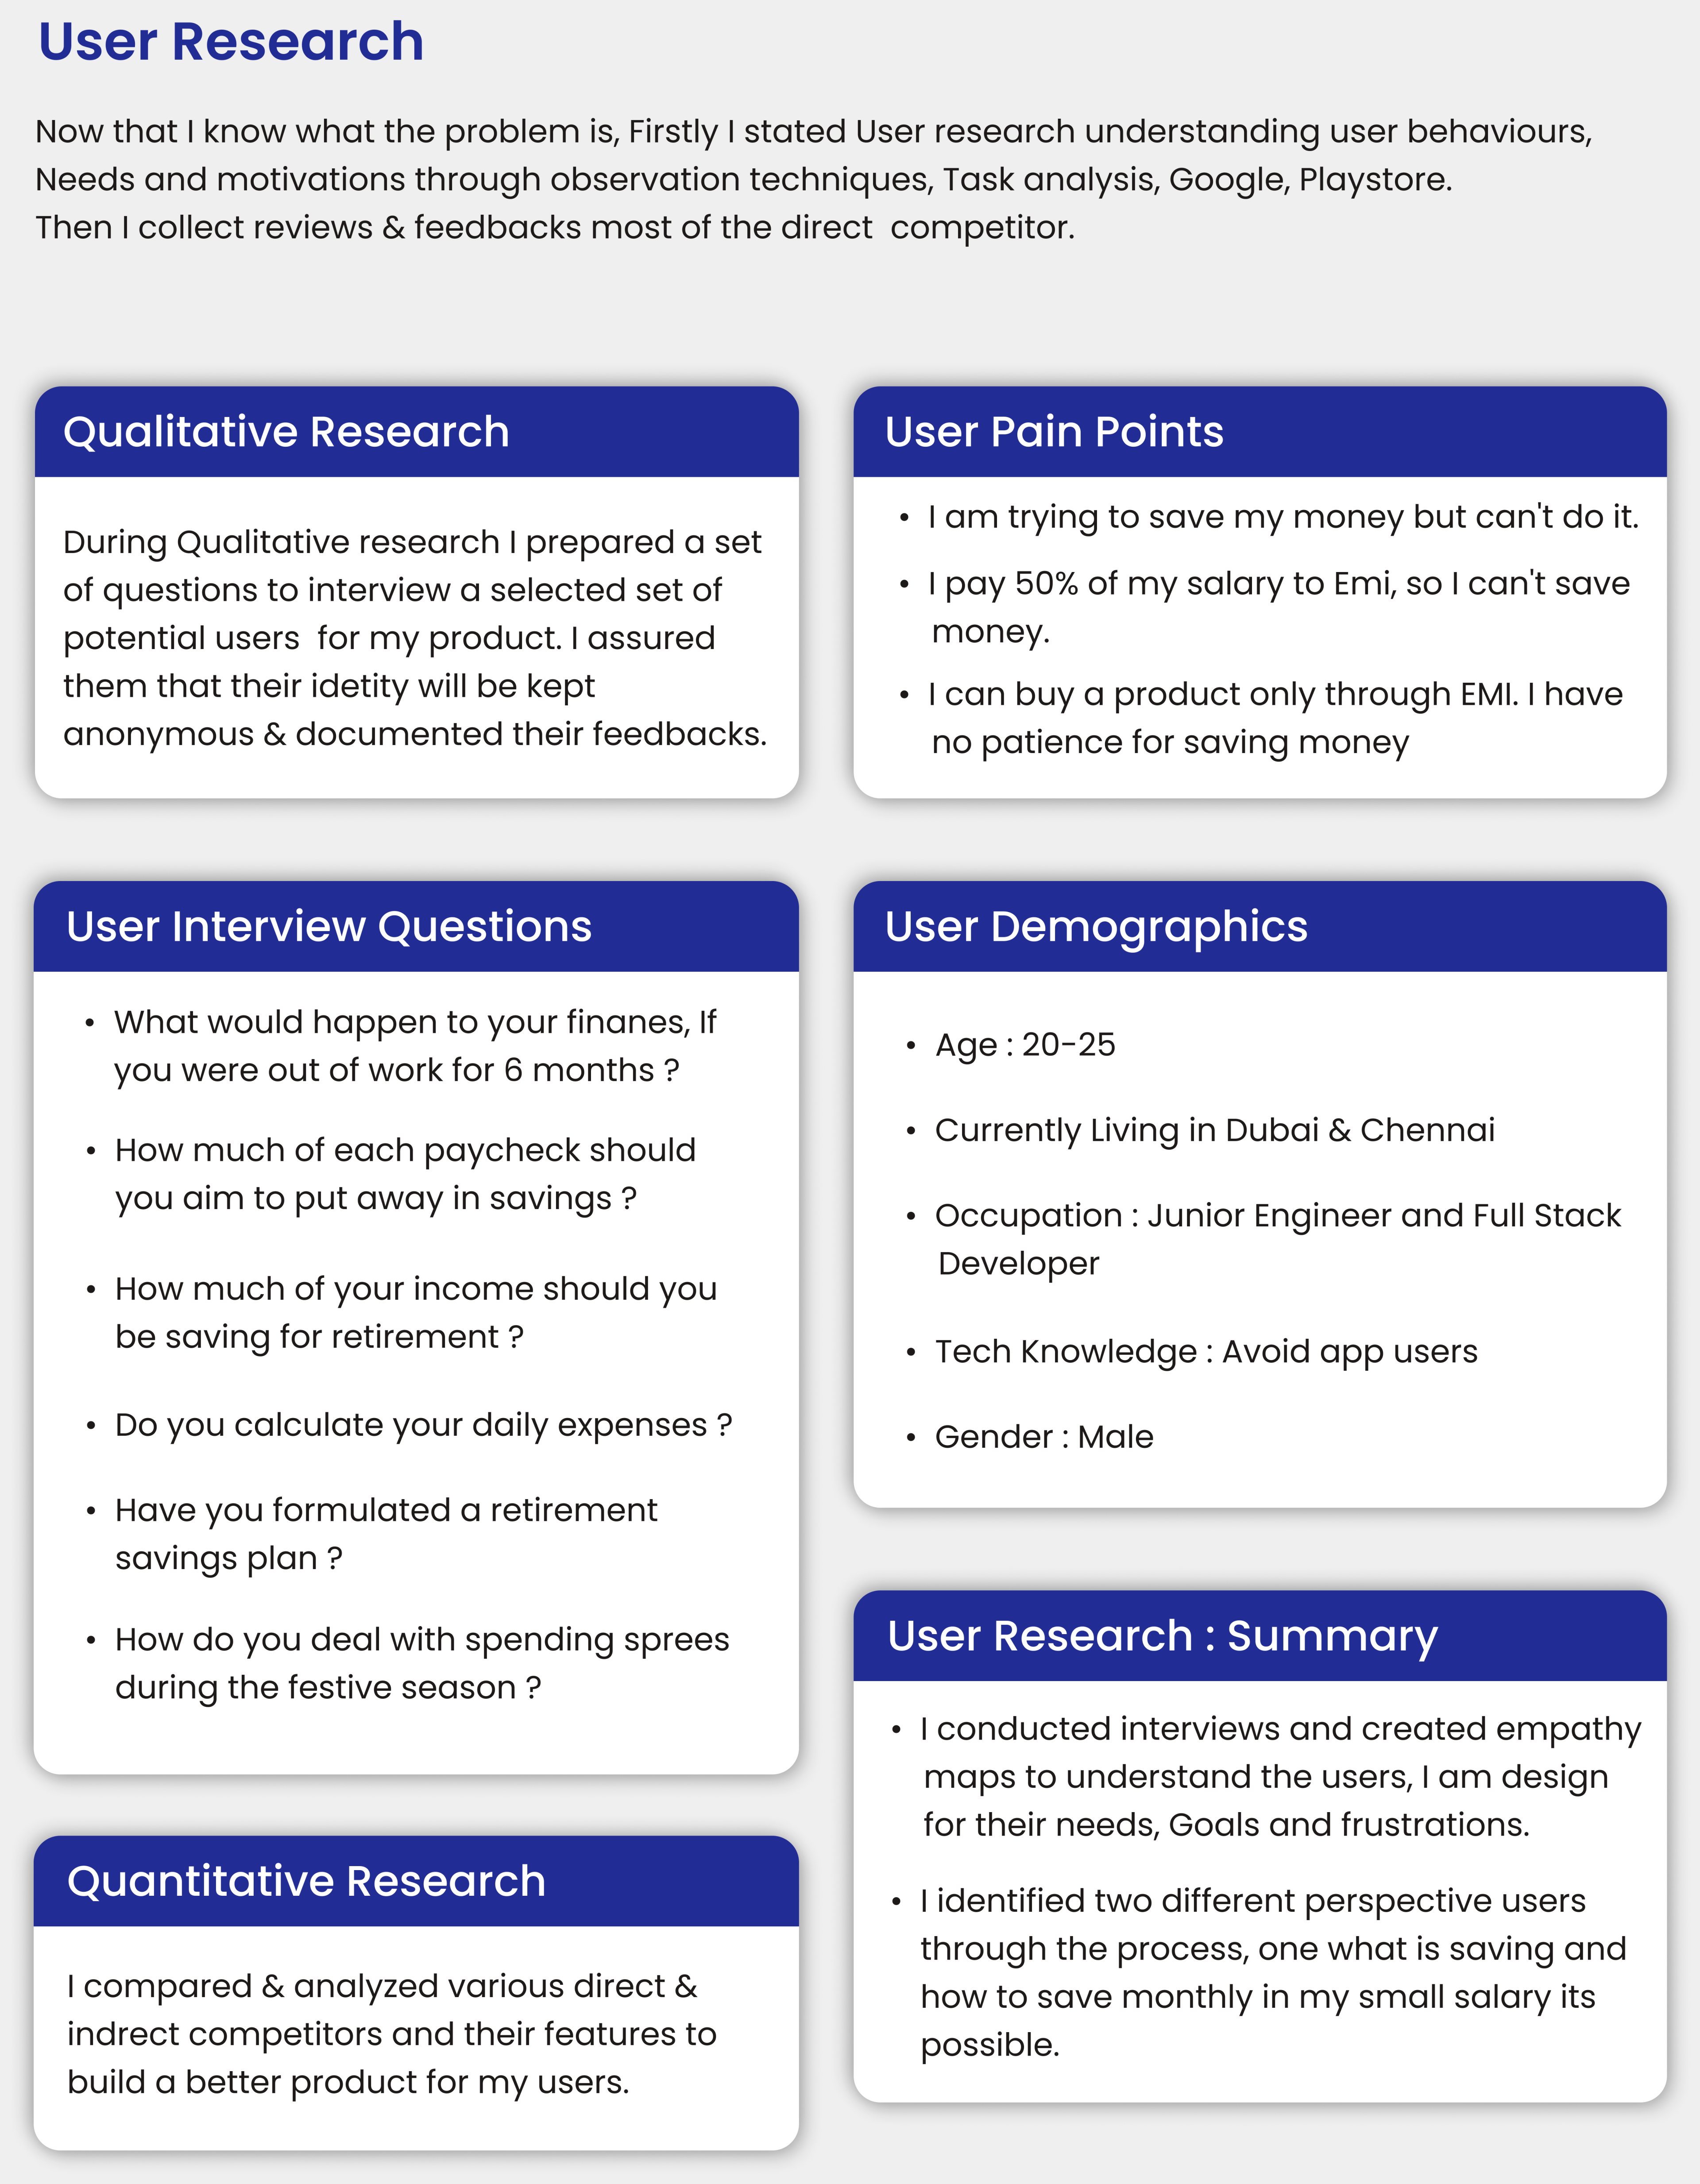 User Research
Now that I know what the problem is, Firstly I stated User research understanding user behaviours,
Needs and motivations through observation techniques, Task analysis, Google, Playstore.
Then I collect reviews & feedbacks most of the direct  competitor.
Qualitative Research
During Qualitative research I prepared a set
of questions to interview a selected set of
potential users  for my product. I assured
them that their idetity will be kept
anonymous & documented their feedbacks.
User Pain Points
• I am trying to save my money but can't do it.
• I pay 50% of my salary to Emi, so I can't save
money.
• I can buy a product only through EMI. I have
no patience for saving money
User Interview Questions
• What would happen to your finanes, If
you were out of work for 6 months ?
• How much of each paycheck should
you aim to put away in savings ?
• How much of your income should you
be saving for retirement ?
• Do you calculate your daily expenses ?
• Have you formulated a retirement
savings plan ?
• How do you deal with spending sprees
during the festive season ?
User Demographics
• Age : 20-25
• Currently Living in Dubai & Chennai
• Occupation : Junior Engineer and Full Stack
Developer
• Tech Knowledge : Avoid app users
• Gender : Male
User Research : Summary
• I conducted interviews and created empathy
maps to understand the users, I am design
for their needs, Goals and frustrations.
• I identified two different perspective users
through the process, one what is saving and
how to save monthly in my small salary its
possible.
Quantitative Research
I compared & analyzed various direct &
indrect competitors and their features to
build a better product for my users.